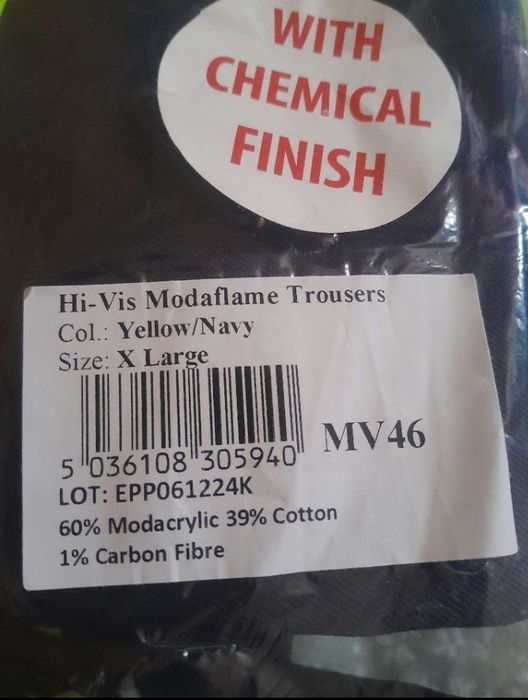 WITH
CHEMICAL
FINISH
Hi-Vis Modaflame Trousers
Col.: Yellow/Navy
Size: X Large
5 036108 305940
MV46
LOT: EPP061224K
60% Modacrylic 39% Cotton
1% Carbon Fibre